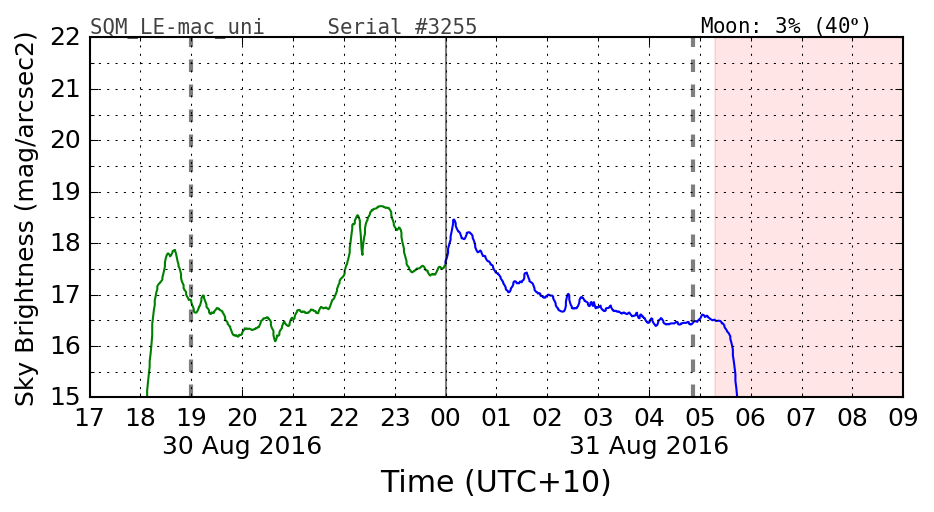 SQM_LE-mac_uni Serial #3255 Moon: 3% (40°)
Sky Brightness (mag/arcsec2)
22
21
20
19
18
17
16
15
17 18 19 20 21 22 23 00 01 02 03 04 05 06 07 08 09
30 Aug 2016 31 Aug 2016
Time (UTC+10)